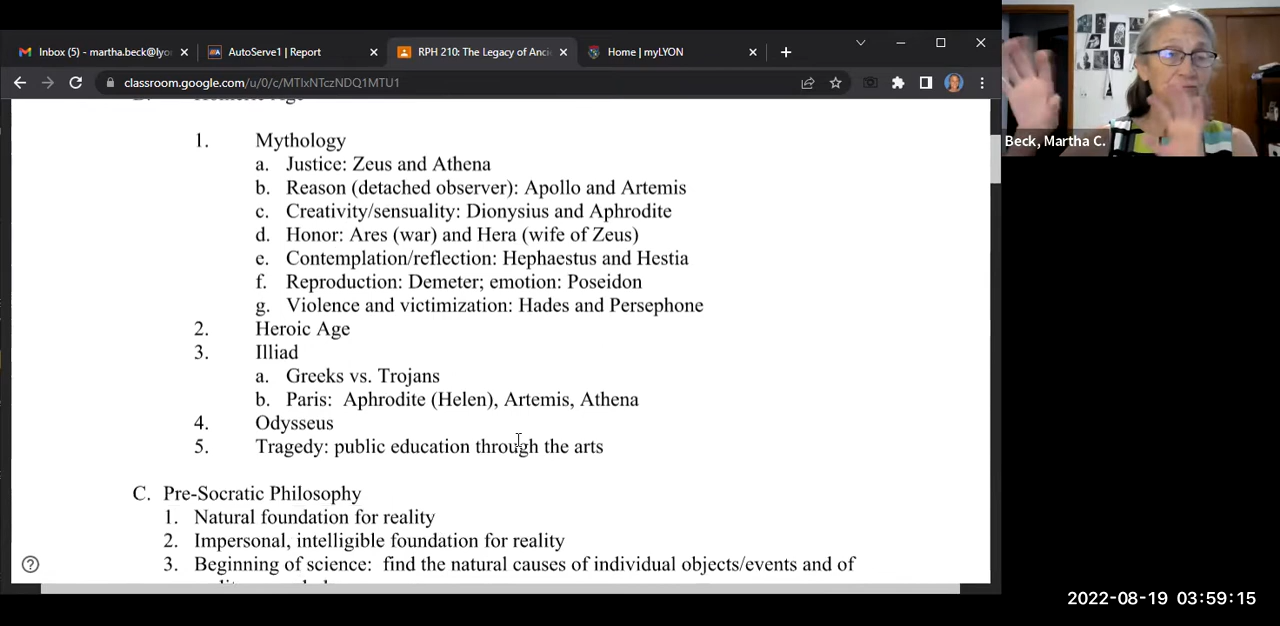 Inbox (5) - martha.beck@lyo
AutoServe1 | Report
RPH 210: The Legacy of Anci
Home | myLYON
classroom.google.com/u/0/c/MTIxNTczNDQ1MTU1
Beck, Martha C.
1. Mythology
a. Justice: Zeus and Athena
b. Reason (detached observer): Apollo and Artemis
c. Creativity/sensuality: Dionysius and Aphrodite
d. Honor: Ares (war) and Hera (wife of Zeus)
e. Contemplation/reflection: Hephaestus and Hestia
f. Reproduction: Demeter; emotion: Poseidon
g. Violence and victimization: Hades and Persephone
2. Heroic Age
3. Illiad
a. Greeks vs. Trojans
b. Paris: Aphrodite (Helen), Artemis, Athena
4. Odysseus
5. Tragedy: public education through the arts
C. Pre-Socratic Philosophy
1. Natural foundation for reality
2. Impersonal, intelligible foundation for reality
3. Beginning of science: find the natural causes of individual objects/events and of
2022-08-19 03:59:15